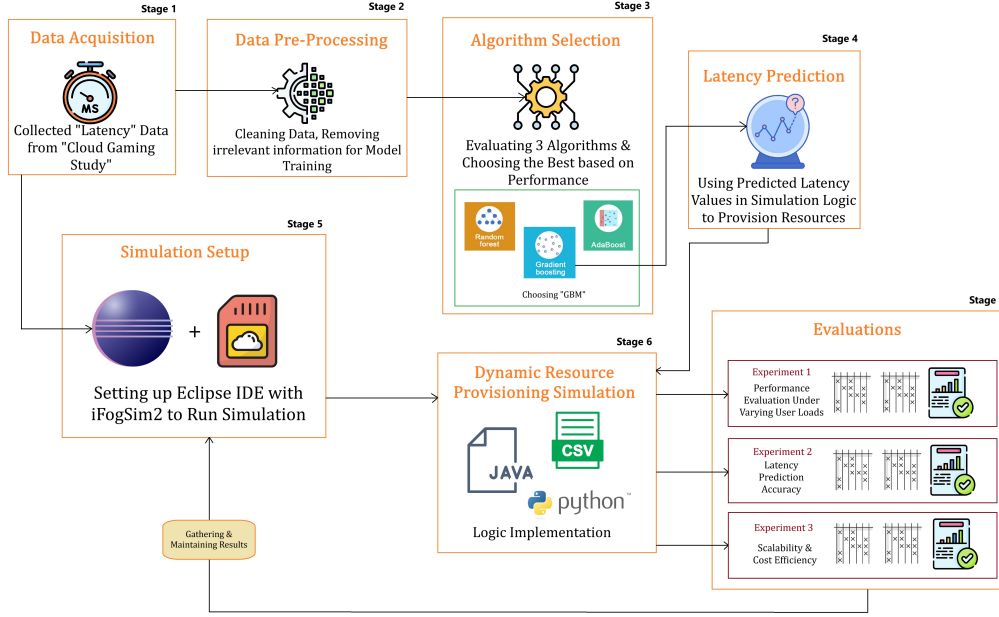 Stage 1
Data Acquisition
MS
Collected "Latency" Data
from "Cloud Gaming
Study"
Stage 2
Data Pre-Processing
Cleaning Data, Removing
irrelevant information for Model
Training
Stage 3
Algorithm Selection
Evaluating 3 Algorithms &
Choosing the Best based on
Performance
Random
forest
Gradient
boosting
AdaBoost
Choosing "GBM"
Stage 4
Latency Prediction
?
Using Predicted Latency
Values in Simulation Logic
to Provision Resources
Stage 5
Simulation Setup
+
Setting up Eclipse IDE with
iFogSim2 to Run Simulation
Stage 6
Dynamic Resource
Provisioning Simulation
JAVA
CSV
python™
Logic Implementation
Stage
Evaluations
Experiment 1
Performance
Evaluation Under
Varying User Loads
Experiment 2
Latency
Prediction
Accuracy
Experiment 3
Scalability &
Cost Efficiency
Gathering &
Maintaining Results